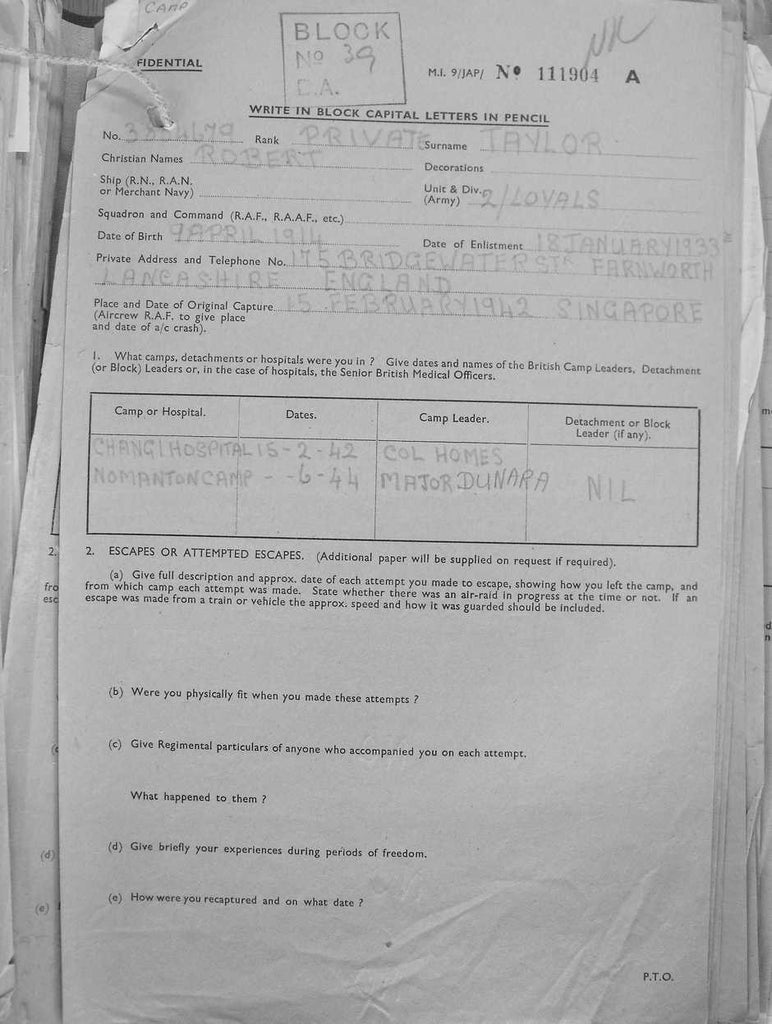 CAMP
BLOCK
No 39
E.A.
FIDENTIAL
M.I. 9/JAP/ No 111904 A
WRITE IN BLOCK CAPITAL LETTERS IN PENCIL
No. Rank PRIVATE Surname TAYLOR
Christian Names ROBERT Decorations
Ship (R.N., R.A.N. or Merchant Navy) Unit & Div. (Army) 2/LOYALS
Squadron and Command (R.A.F., R.A.A.F., etc.)
Date of Birth 9 APRIL 1914 Date of Enlistment 18 JANUARY 1933
Private Address and Telephone No. 175 BRIDGEWATER STR FARNWORTH
LANCASHIRE ENGLAND
Place and Date of Original Capture 15 FEBRUARY 1942 SINGAPORE
(Aircrew R.A.F. to give place
and date of a/c crash).
1. What camps, detachments or hospitals were you in ? Give dates and names of the British Camp Leaders, Detachment
(or Block) Leaders or, in the case of hospitals, the Senior British Medical Officers.
Camp or Hospital. Dates. Camp Leader. Detachment or Block Leader (if any).
CHANGI HOSPITAL 15-2-42 COL HOMES
NOMANTON CAMP - -6-44 MAJOR DUNARA NIL
2. ESCAPES OR ATTEMPTED ESCAPES. (Additional paper will be supplied on request if required).
(a) Give full description and approx. date of each attempt you made to escape, showing how you left the camp, and
from which camp each attempt was made. State whether there was an air-raid in progress at the time or not. If an
escape was made from a train or vehicle the approx. speed and how it was guarded should be included.
(b) Were you physically fit when you made these attempts ?
(c) Give Regimental particulars of anyone who accompanied you on each attempt.
What happened to them ?
(d) Give briefly your experiences during periods of freedom.
(e) How were you recaptured and on what date ?
P.T.O.
2.
fro
esc
(d)
(e)